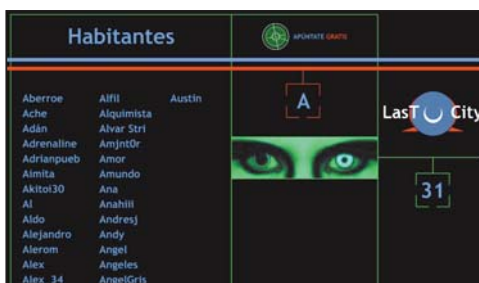 Habitantes
APÚNTATE GRATIS
A
LasT City
31
Aberroe Alfil Austin
Ache Alquimista
Adán Alvar Stri
Adrenaline Amjnt0r
Adrianpueb Amor
Aimita Amundo
Akitoi30 Ana
Al Anahiii
Aldo Andresj
Alejandro Andy
Alerom Angel
Alex Angeles
Alex_34 AngelGris